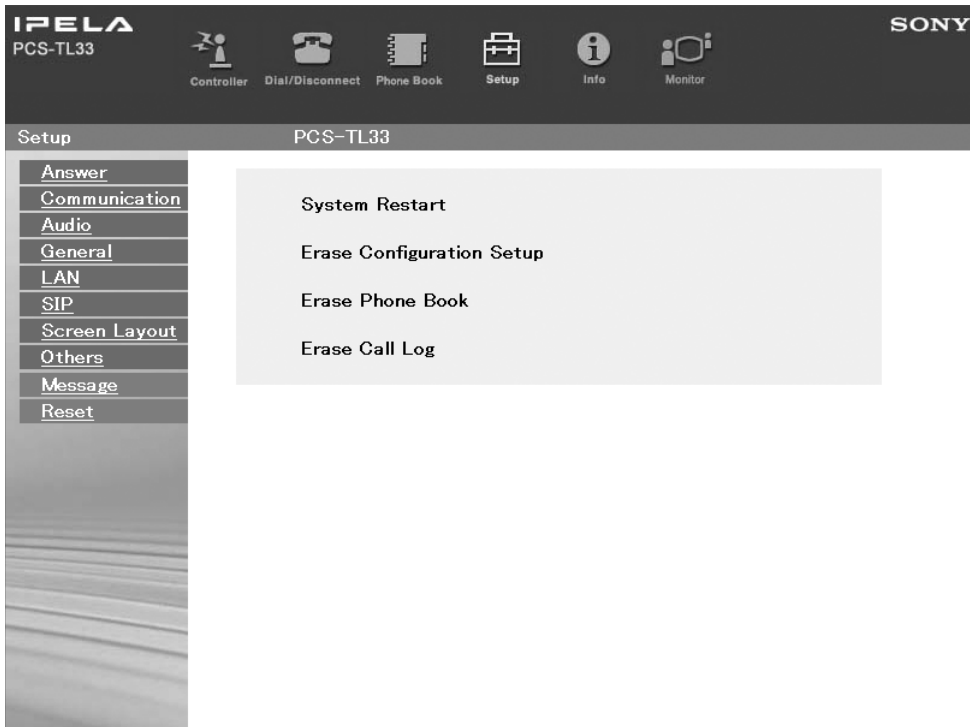 IPELA
SONY
PCS-TL33
Controller
Dial/Disconnect
Phone Book
Setup
Info
Monitor
Setup
PCS-TL33
Answer
Communication
Audio
General
LAN
SIP
Screen Layout
Others
Message
Reset
System Restart
Erase Configuration Setup
Erase Phone Book
Erase Call Log